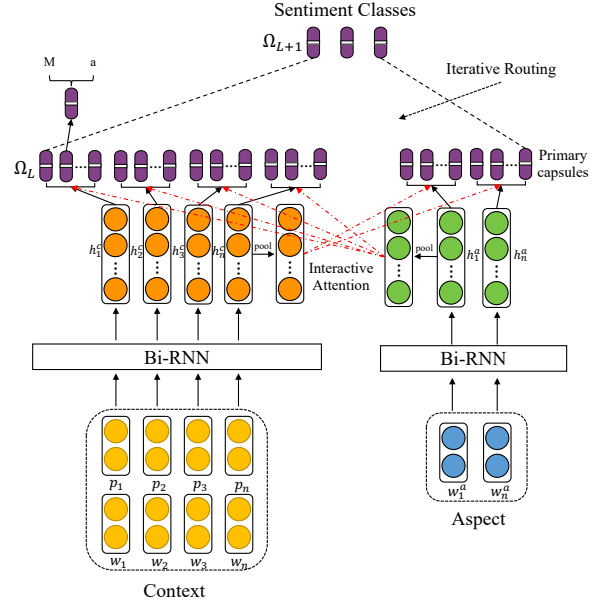 Sentiment Classes
Ω_{L+1}
M a
Iterative Routing
Ω_L
Primary
capsules
h_1^c h_2^c h_3^c h_n^c pool pool h_1^a h_n^a
Interactive
Attention
Bi-RNN Bi-RNN
p_1 p_2 p_3 p_n
w_1^a w_n^a
Aspect
w_1 w_2 w_3 w_n
Context